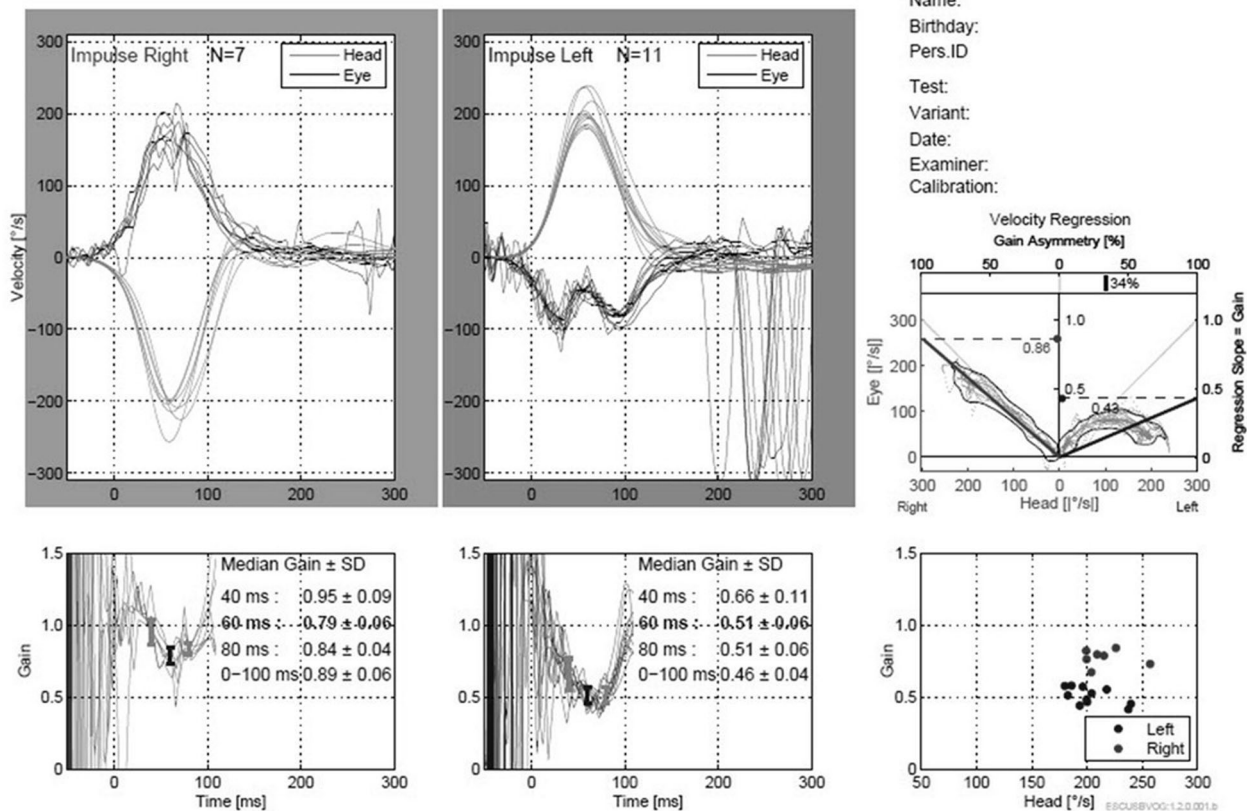 Name:
Birthday:
Pers.ID
Test:
Variant:
Date:
Examiner:
Calibration:
Impulse Right N=7
Head
Eye
300
200
100
0
−100
−200
−300
0 100 200 300
Velocity [°/s]
Impulse Left N=11
Head
Eye
300
200
100
0
−100
−200
−300
0 100 200 300
Velocity Regression
Gain Asymmetry [%]
100 50 0 50 100
34%
300
200
100
0
Eye [|°/s|]
1.0
0.5
0
0.86
0.43
1.0
0.5
0
Regression Slope = Gain
300 200 100 0 100 200 300
Right Head [|°/s|] Left
1.5
1.0
0.5
0
Gain
Median Gain ± SD
40 ms : 0.95 ± 0.09
60 ms : 0.79 ± 0.06
80 ms : 0.84 ± 0.04
0−100 ms 0.89 ± 0.06
0 100 200 300
Time [ms]
1.5
1.0
0.5
0
Gain
Median Gain ± SD
40 ms : 0.66 ± 0.11
60 ms : 0.51 ± 0.06
80 ms : 0.51 ± 0.06
0−100 ms 0.46 ± 0.04
0 100 200 300
Time [ms]
1.5
1.0
0.5
0
Gain
Left
Right
50 100 150 200 250 300
Head [°/s]
ESCUSBVOG:1.2.0.001.b